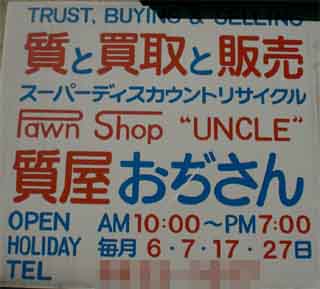 TRUST, BUYING & SELLING
質と買取と販売
スーパーディスカウントリサイクル
Pawn Shop "UNCLE"
質屋おぢさん
OPEN AM10:00〜PM7:00
HOLIDAY 毎月 6・7・17・27日
TEL